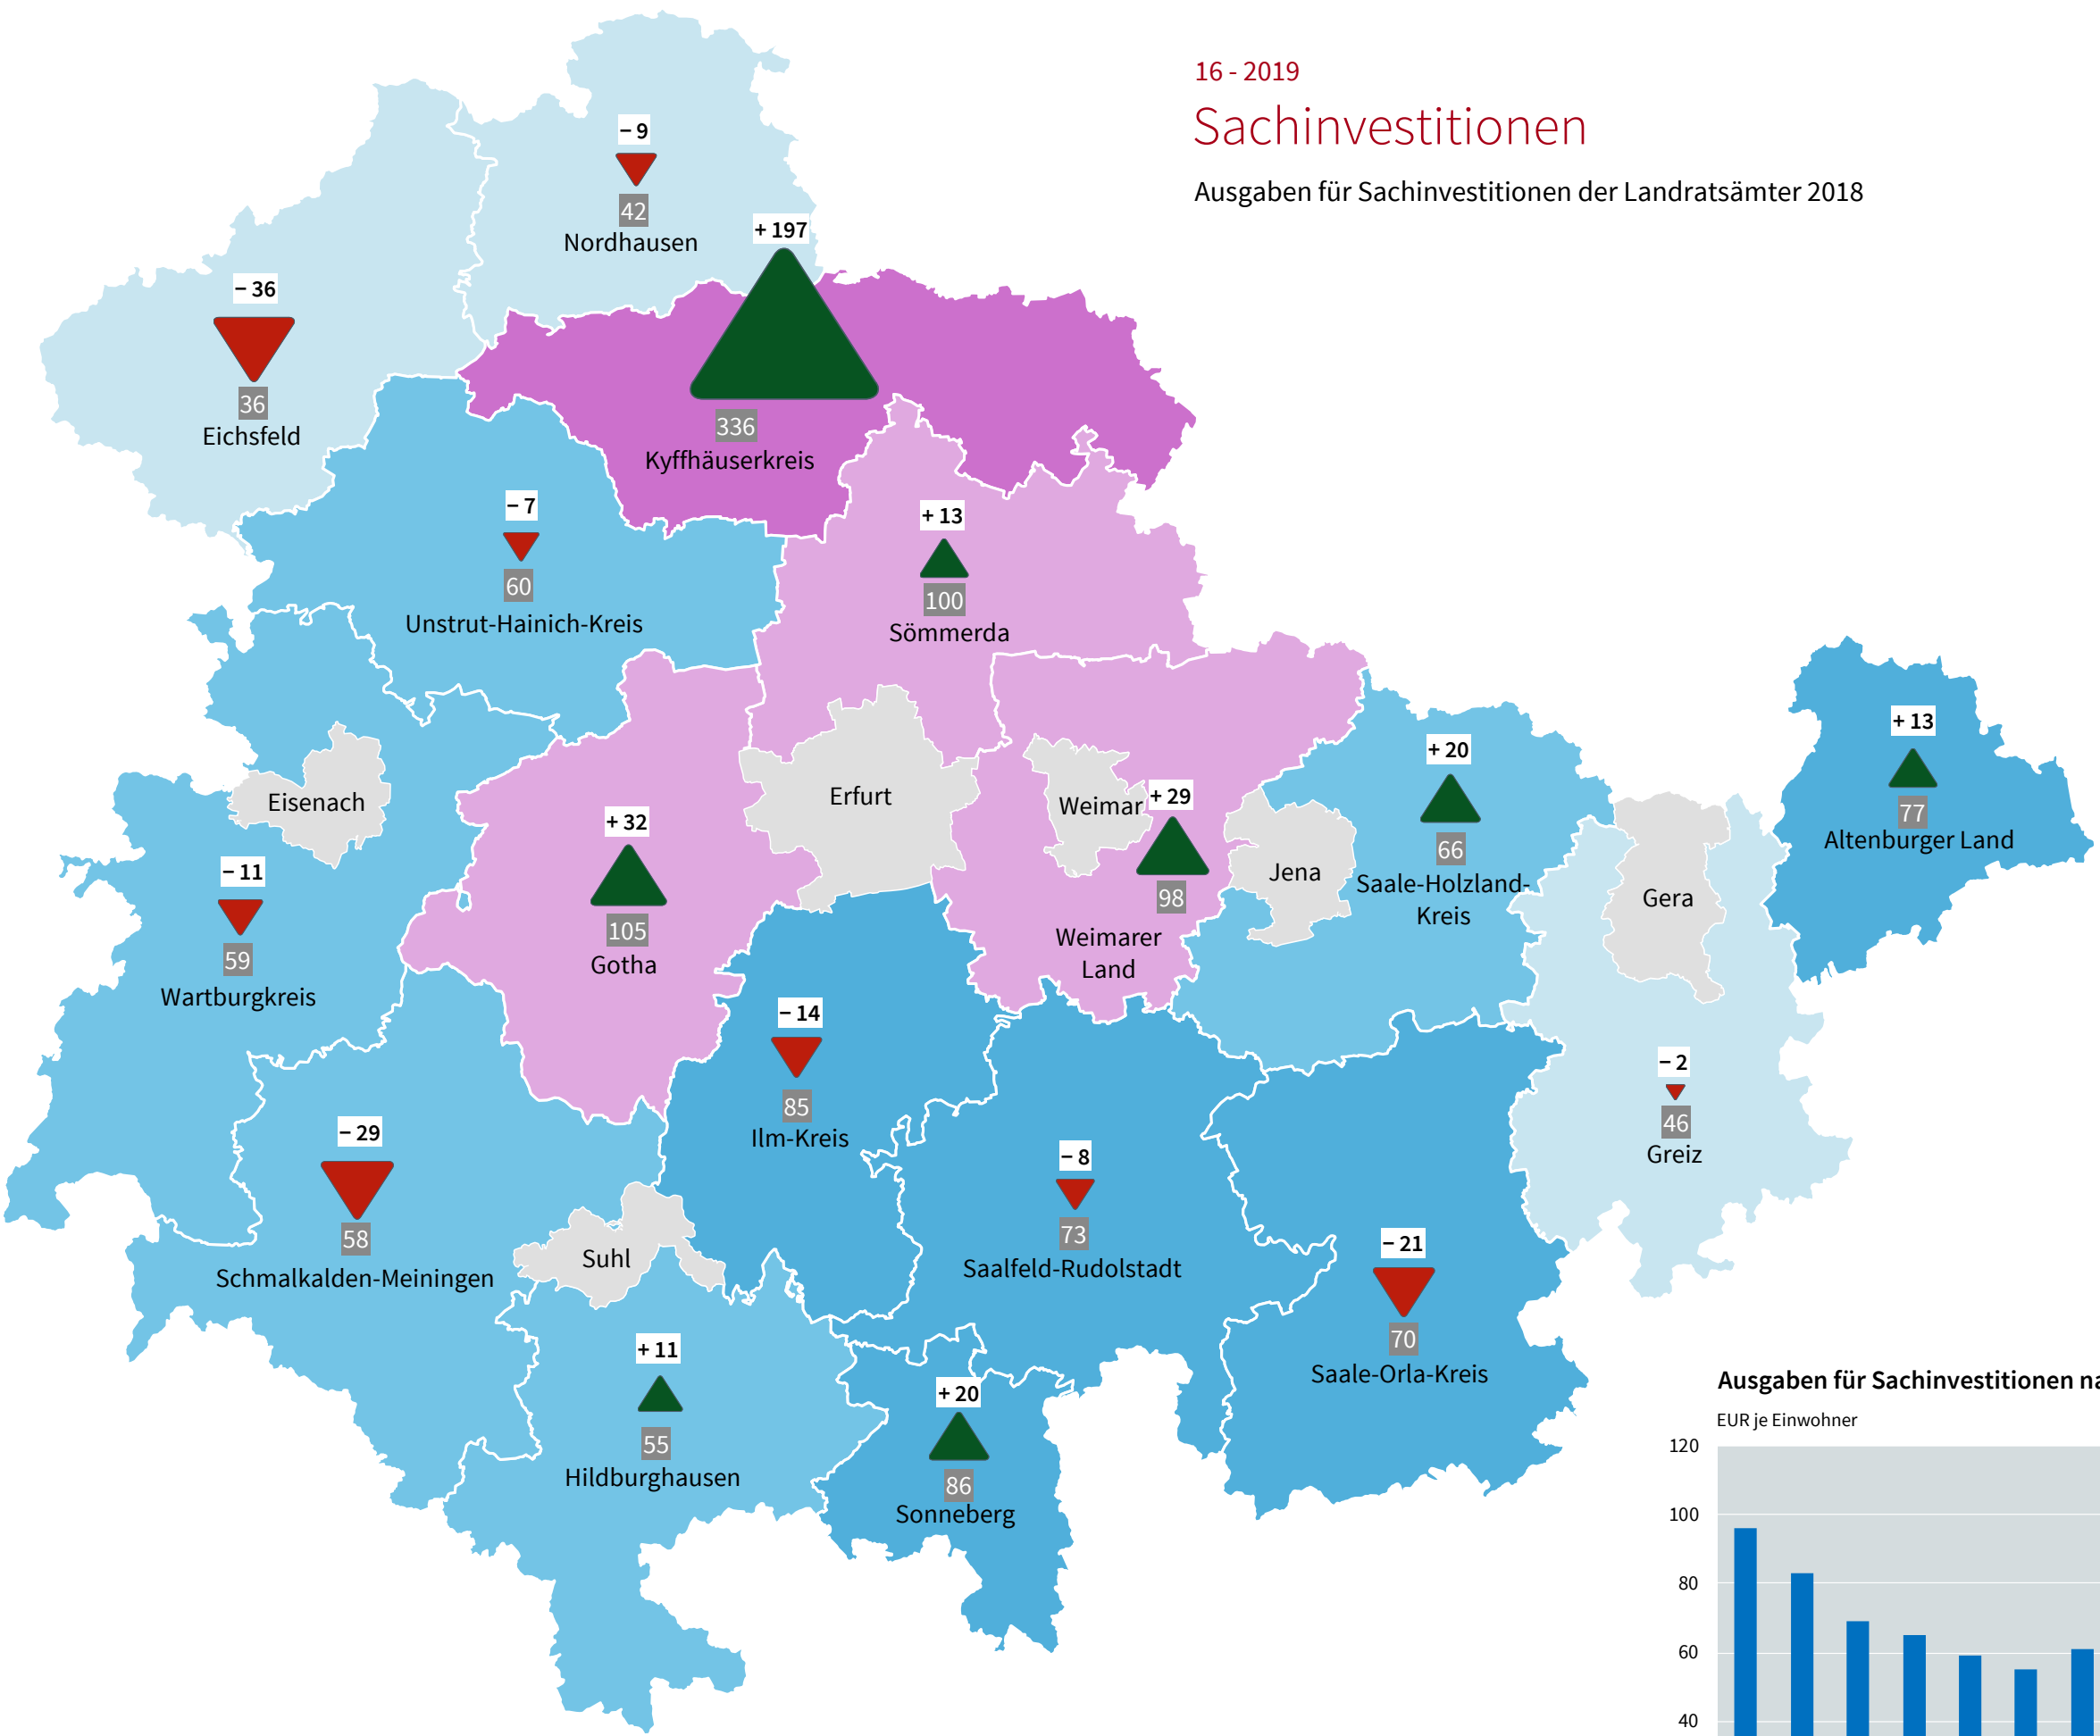 16 - 2019
Sachinvestitionen
Ausgaben für Sachinvestitionen der Landratsämter 2018
− 9
42
Nordhausen
+ 197
336
Kyffhäuserkreis
− 36
36
Eichsfeld
− 7
60
Unstrut-Hainich-Kreis
+ 13
100
Sömmerda
Eisenach
Erfurt
Weimar
+ 29
98
Weimarer
Land
Jena
+ 20
66
Saale-Holzland-
Kreis
Gera
+ 13
77
Altenburger Land
− 11
59
Wartburgkreis
+ 32
105
Gotha
− 14
85
Ilm-Kreis
− 2
46
Greiz
− 29
58
Schmalkalden-Meiningen
Suhl
− 8
73
Saalfeld-Rudolstadt
− 21
70
Saale-Orla-Kreis
+ 11
55
Hildburghausen
+ 20
86
Sonneberg
Ausgaben für Sachinvestitionen na
EUR je Einwohner
120
100
80
60
40